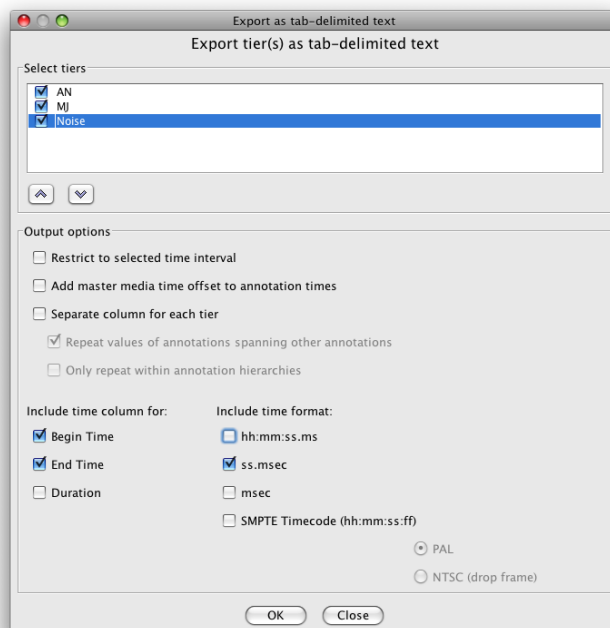 Export as tab-delimited text
Export tier(s) as tab-delimited text
Select tiers
AN
MJ
Noise
Output options
Restrict to selected time interval
Add master media time offset to annotation times
Separate column for each tier
Repeat values of annotations spanning other annotations
Only repeat within annotation hierarchies
Include time column for: Include time format:
Begin Time hh:mm:ss.ms
End Time ss.msec
Duration msec
SMPTE Timecode (hh:mm:ss:ff)
PAL
NTSC (drop frame)
OK Close